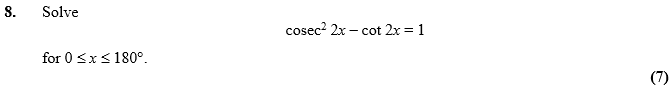 8. Solve
cosec² 2x – cot 2x = 1
for 0 ≤ x ≤ 180°.
(7)